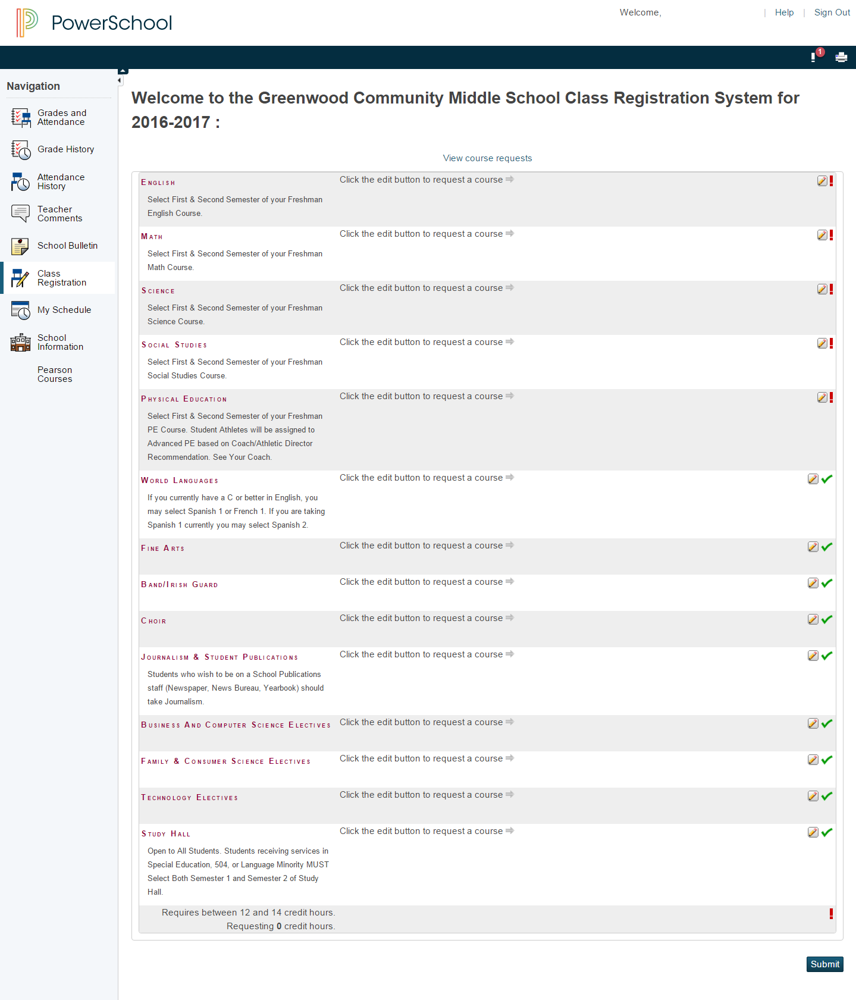 PowerSchool
Welcome,
Help
Sign Out
1
Navigation
Grades and
Attendance
Grade History
Attendance
History
Teacher
Comments
School Bulletin
Class
Registration
My Schedule
School
Information
Pearson
Courses
Welcome to the Greenwood Community Middle School Class Registration System for
2016-2017 :
View course requests
English
Click the edit button to request a course
Select First & Second Semester of your Freshman
English Course.
Math
Click the edit button to request a course
Select First & Second Semester of your Freshman
Math Course.
Science
Click the edit button to request a course
Select First & Second Semester of your Freshman
Science Course.
Social Studies
Click the edit button to request a course
Select First & Second Semester of your Freshman
Social Studies Course.
Physical Education
Click the edit button to request a course
Select First & Second Semester of your Freshman
PE Course. Student Athletes will be assigned to
Advanced PE based on Coach/Athletic Director
Recommendation. See Your Coach.
World Languages
Click the edit button to request a course
If you currently have a C or better in English, you
may select Spanish 1 or French 1. If you are taking
Spanish 1 currently you may select Spanish 2.
Fine Arts
Click the edit button to request a course
Band/Irish Guard
Click the edit button to request a course
Choir
Click the edit button to request a course
Journalism & Student Publications
Click the edit button to request a course
Students who wish to be on a School Publications
staff (Newspaper, News Bureau, Yearbook) should
take Journalism.
Business And Computer Science Electives
Click the edit button to request a course
Family & Consumer Science Electives
Click the edit button to request a course
Technology Electives
Click the edit button to request a course
Study Hall
Click the edit button to request a course
Open to All Students. Students receiving services in
Special Education, 504, or Language Minority MUST
Select Both Semester 1 and Semester 2 of Study
Hall.
Requires between 12 and 14 credit hours.
Requesting 0 credit hours.
Submit